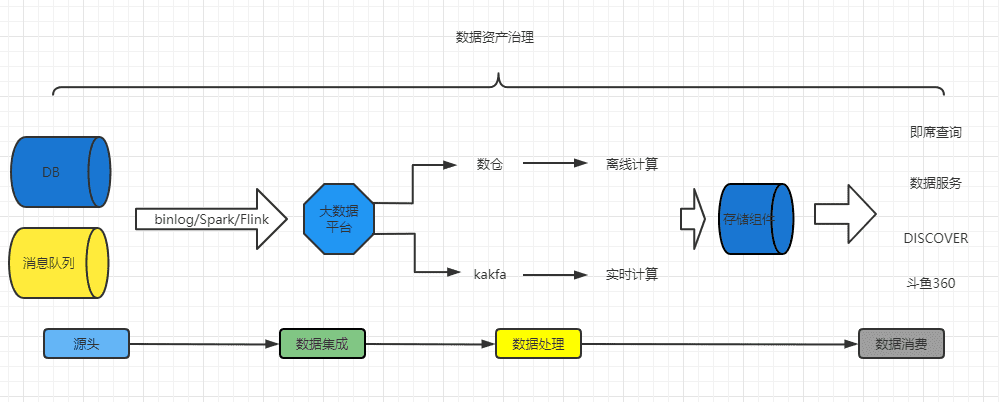 数据资产治理
DB
消息队列
binlog/Spark/Flink
大数据
平台
数仓
离线计算
kakfa
实时计算
存储组件
即席查询
数据服务
DISCOVER
斗鱼360
源头
数据集成
数据处理
数据消费